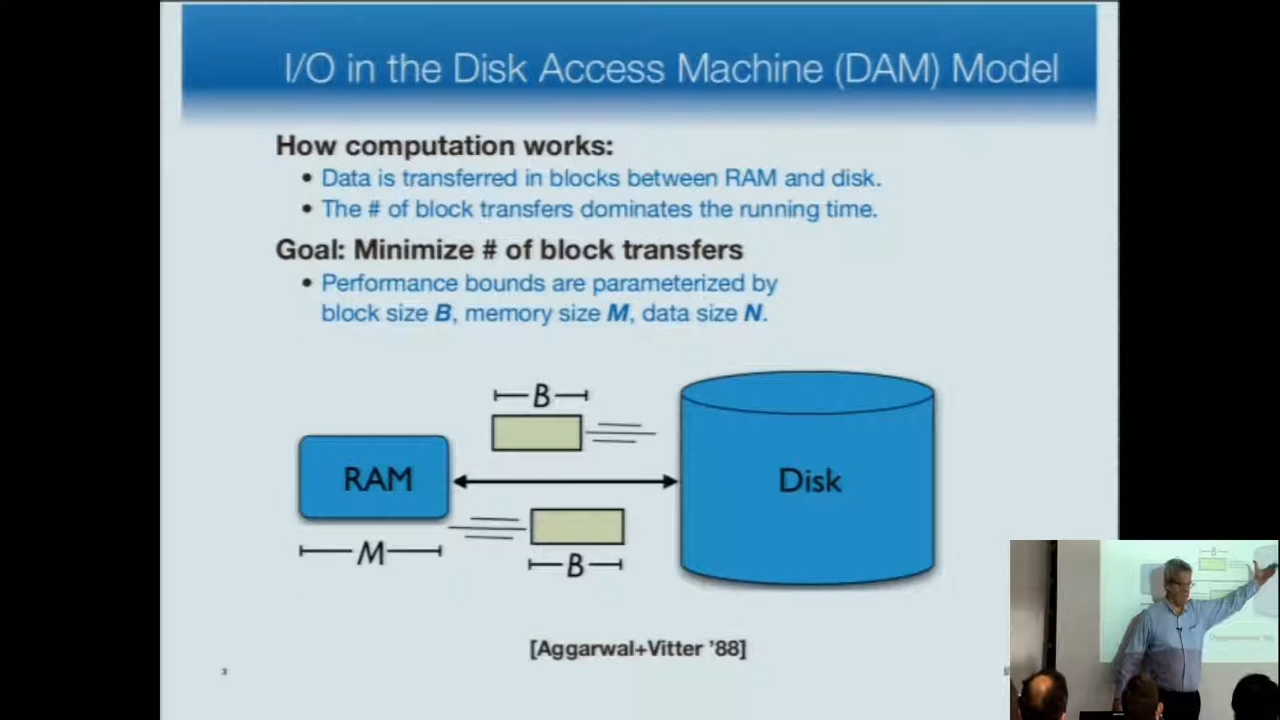 I/O in the Disk Access Machine (DAM) Model
How computation works:
• Data is transferred in blocks between RAM and disk.
• The # of block transfers dominates the running time.
Goal: Minimize # of block transfers
• Performance bounds are parameterized by
block size B, memory size M, data size N.
B
RAM
Disk
M
B
[Aggarwal+Vitter ’88]
3
B